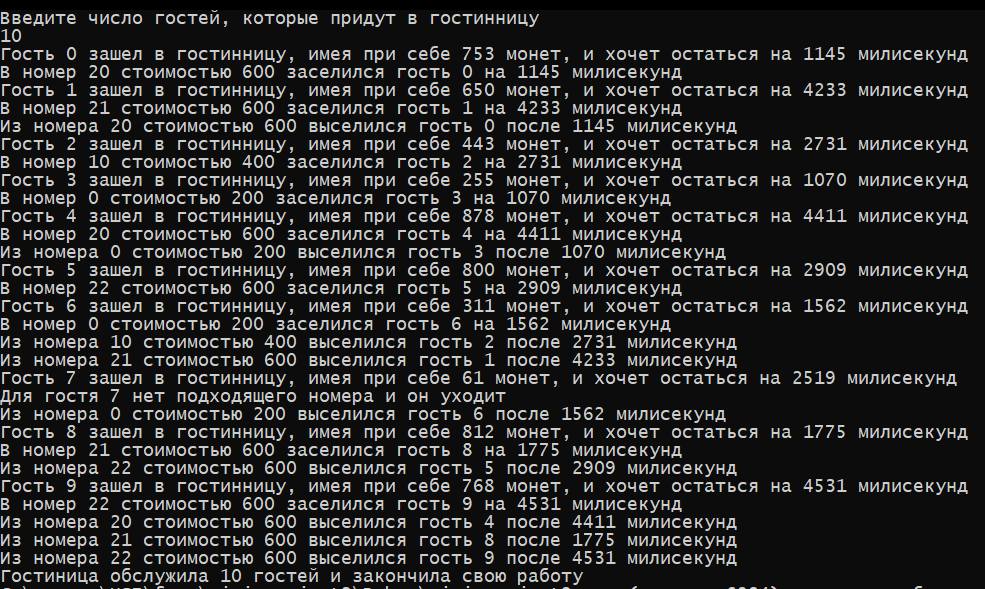 Введите число гостей, которые придут в гостинницу
10
Гость 0 зашел в гостинницу, имея при себе 753 монет, и хочет остаться на 1145 милисекунд
В номер 20 стоимостью 600 заселился гость 0 на 1145 милисекунд
Гость 1 зашел в гостинницу, имея при себе 650 монет, и хочет остаться на 4233 милисекунд
В номер 21 стоимостью 600 заселился гость 1 на 4233 милисекунд
Из номера 20 стоимостью 600 выселился гость 0 после 1145 милисекунд
Гость 2 зашел в гостинницу, имея при себе 443 монет, и хочет остаться на 2731 милисекунд
В номер 10 стоимостью 400 заселился гость 2 на 2731 милисекунд
Гость 3 зашел в гостинницу, имея при себе 255 монет, и хочет остаться на 1070 милисекунд
В номер 0 стоимостью 200 заселился гость 3 на 1070 милисекунд
Гость 4 зашел в гостинницу, имея при себе 878 монет, и хочет остаться на 4411 милисекунд
В номер 20 стоимостью 600 заселился гость 4 на 4411 милисекунд
Из номера 0 стоимостью 200 выселился гость 3 после 1070 милисекунд
Гость 5 зашел в гостинницу, имея при себе 800 монет, и хочет остаться на 2909 милисекунд
В номер 22 стоимостью 600 заселился гость 5 на 2909 милисекунд
Гость 6 зашел в гостинницу, имея при себе 311 монет, и хочет остаться на 1562 милисекунд
В номер 0 стоимостью 200 заселился гость 6 на 1562 милисекунд
Из номера 10 стоимостью 400 выселился гость 2 после 2731 милисекунд
Из номера 21 стоимостью 600 выселился гость 1 после 4233 милисекунд
Гость 7 зашел в гостинницу, имея при себе 61 монет, и хочет остаться на 2519 милисекунд
Для гостя 7 нет подходящего номера и он уходит
Из номера 0 стоимостью 200 выселился гость 6 после 1562 милисекунд
Гость 8 зашел в гостинницу, имея при себе 812 монет, и хочет остаться на 1775 милисекунд
В номер 21 стоимостью 600 заселился гость 8 на 1775 милисекунд
Из номера 22 стоимостью 600 выселился гость 5 после 2909 милисекунд
Гость 9 зашел в гостинницу, имея при себе 768 монет, и хочет остаться на 4531 милисекунд
В номер 22 стоимостью 600 заселился гость 9 на 4531 милисекунд
Из номера 20 стоимостью 600 выселился гость 4 после 4411 милисекунд
Из номера 21 стоимостью 600 выселился гость 8 после 1775 милисекунд
Из номера 22 стоимостью 600 выселился гость 9 после 4531 милисекунд
Гостиница обслужила 10 гостей и закончила свою работу